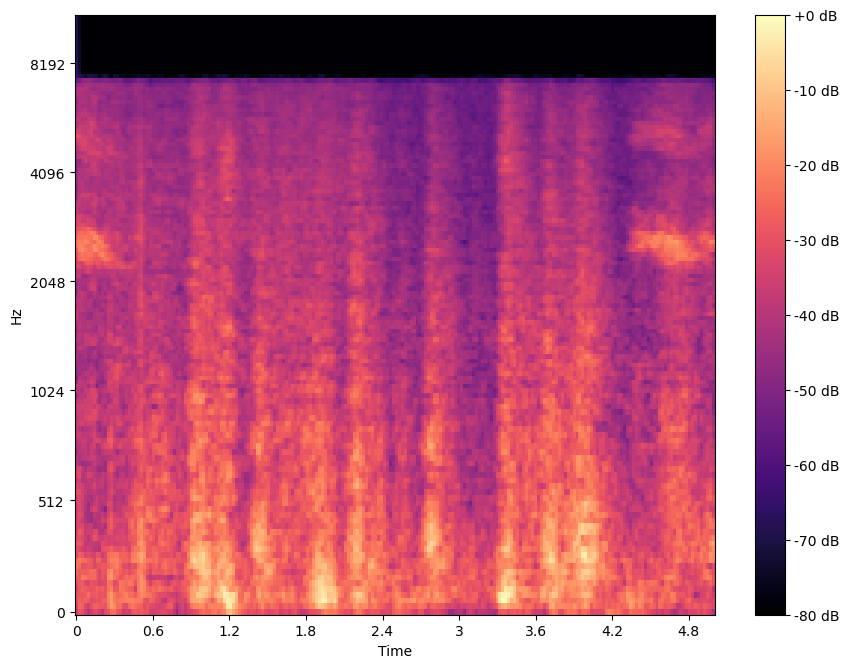 +0 dB
8192
-10 dB
4096
-20 dB
-30 dB
2048
Hz
-40 dB
1024
-50 dB
512
-60 dB
-70 dB
0
-80 dB
0 0.6 1.2 1.8 2.4 3 3.6 4.2 4.8
Time